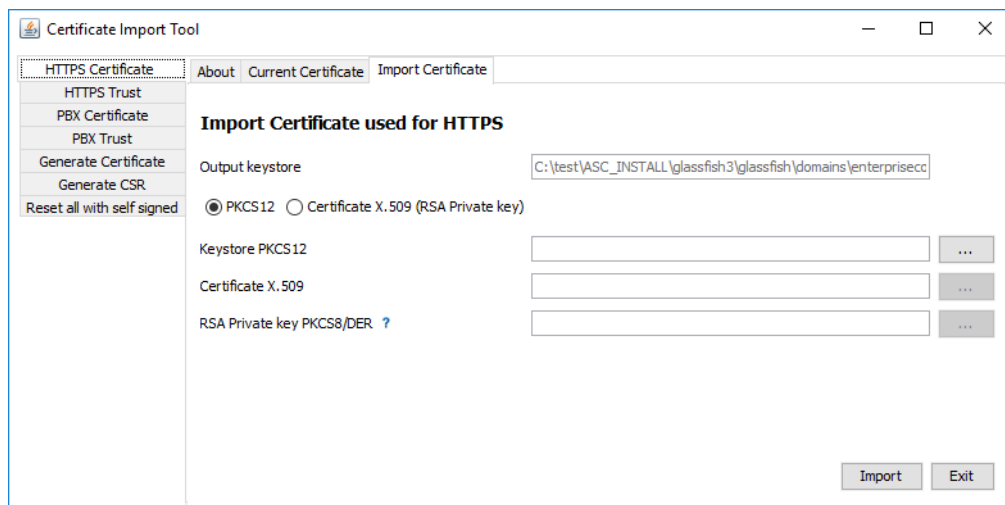 Certificate Import Tool
HTTPS Certificate
HTTPS Trust
PBX Certificate
PBX Trust
Generate Certificate
Generate CSR
Reset all with self signed
About Current Certificate Import Certificate
Import Certificate used for HTTPS
Output keystore C:\test\ASC_INSTALL\glassfish3\glassfish\domains\enterprisecc
PKCS12 Certificate X.509 (RSA Private key)
Keystore PKCS12 ...
Certificate X.509 ...
RSA Private key PKCS8/DER ? ...
Import Exit